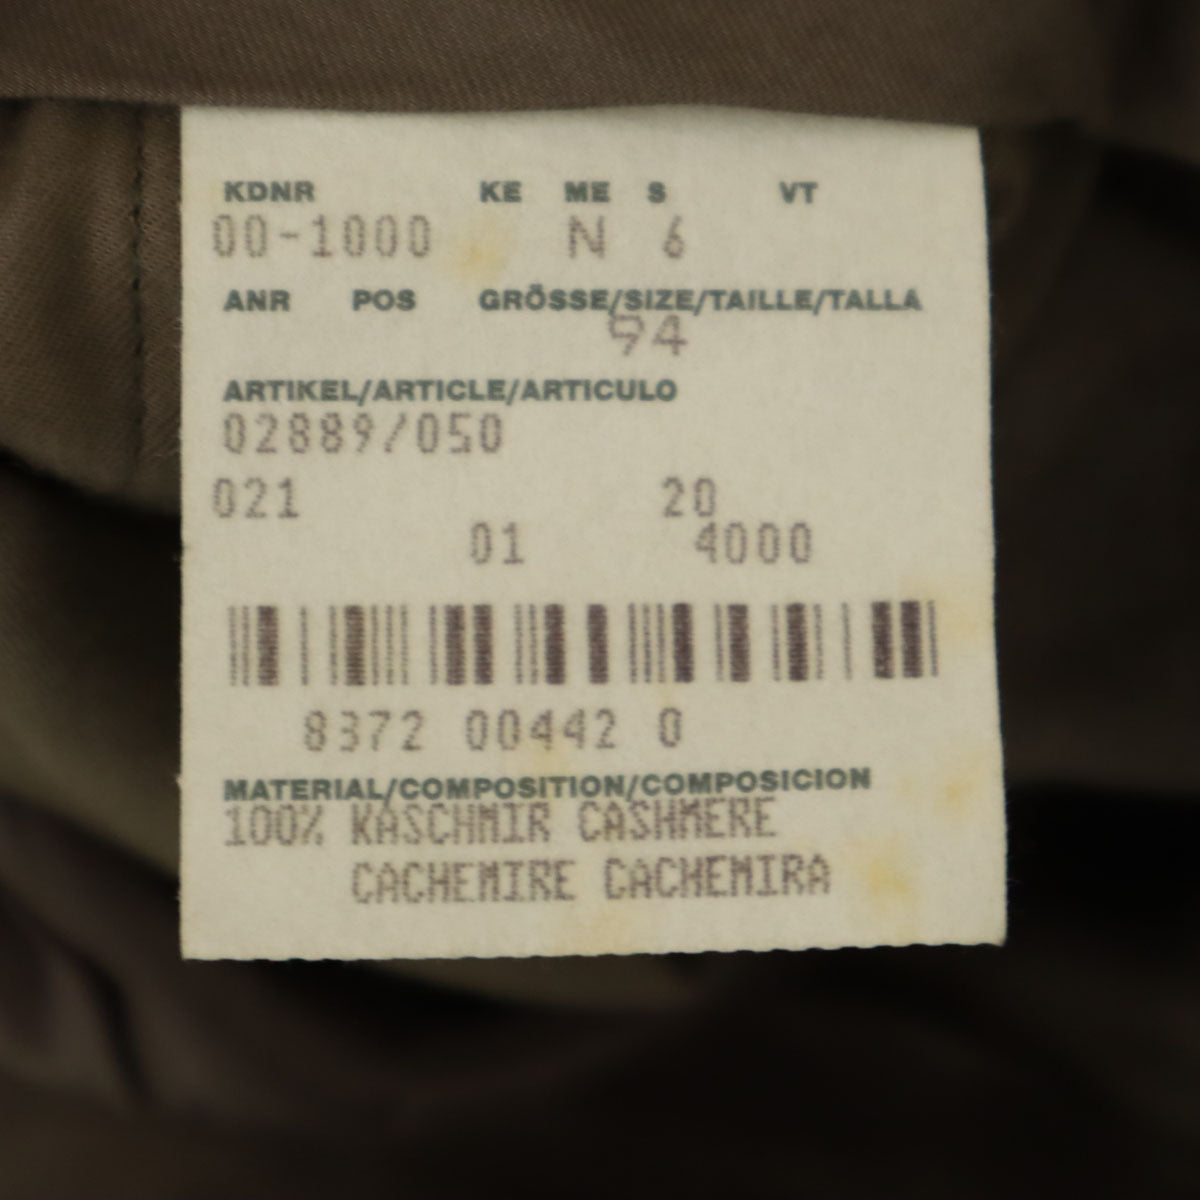 KDNR KE ME S VT
00-1000 N 6
ANR POS GRÖSSE/SIZE/TAILLE/TALLA
94
ARTIKEL/ARTICLE/ARTICULO
02889/050
021 20
01 4000
8372 00442 0
MATERIAL/COMPOSITION/COMPOSICION
100% KASCHMIR CASHMERE
CACHEMIRE CACHEMIRA